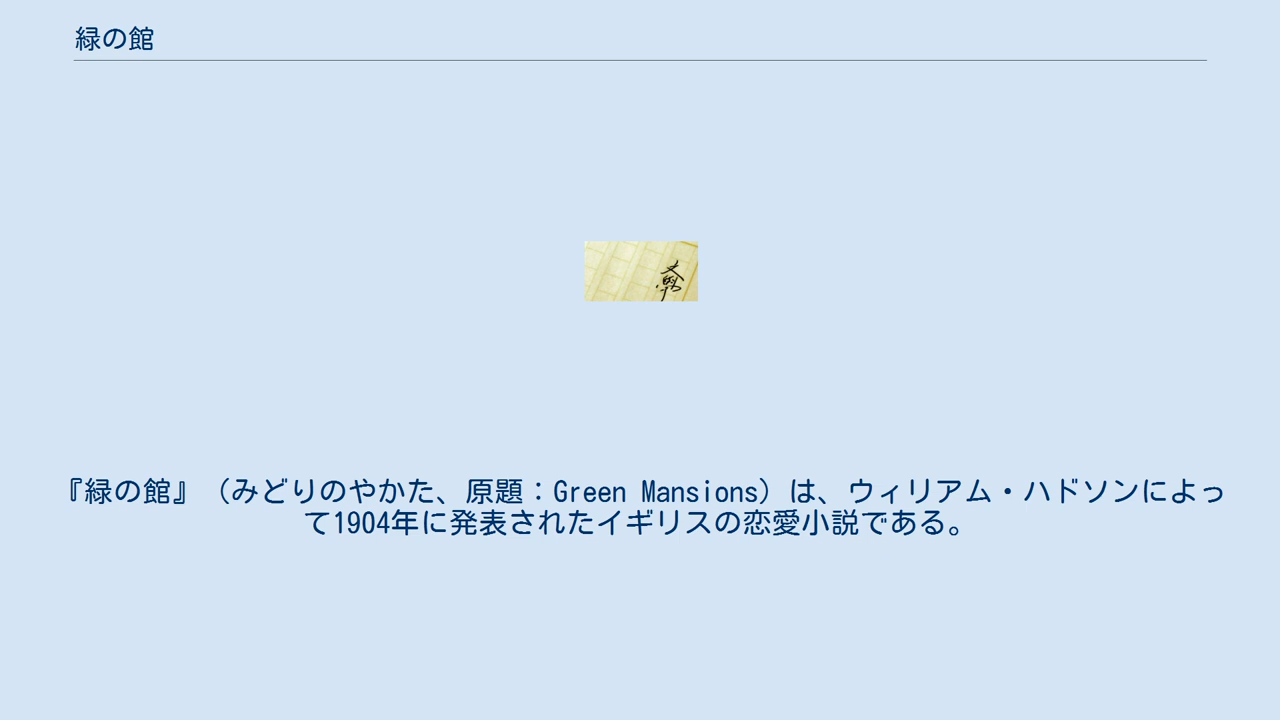 緑の館
『緑の館』（みどりのやかた、原題：Green Mansions）は、ウィリアム・ハドソンによっ
て1904年に発表されたイギリスの恋愛小説である。